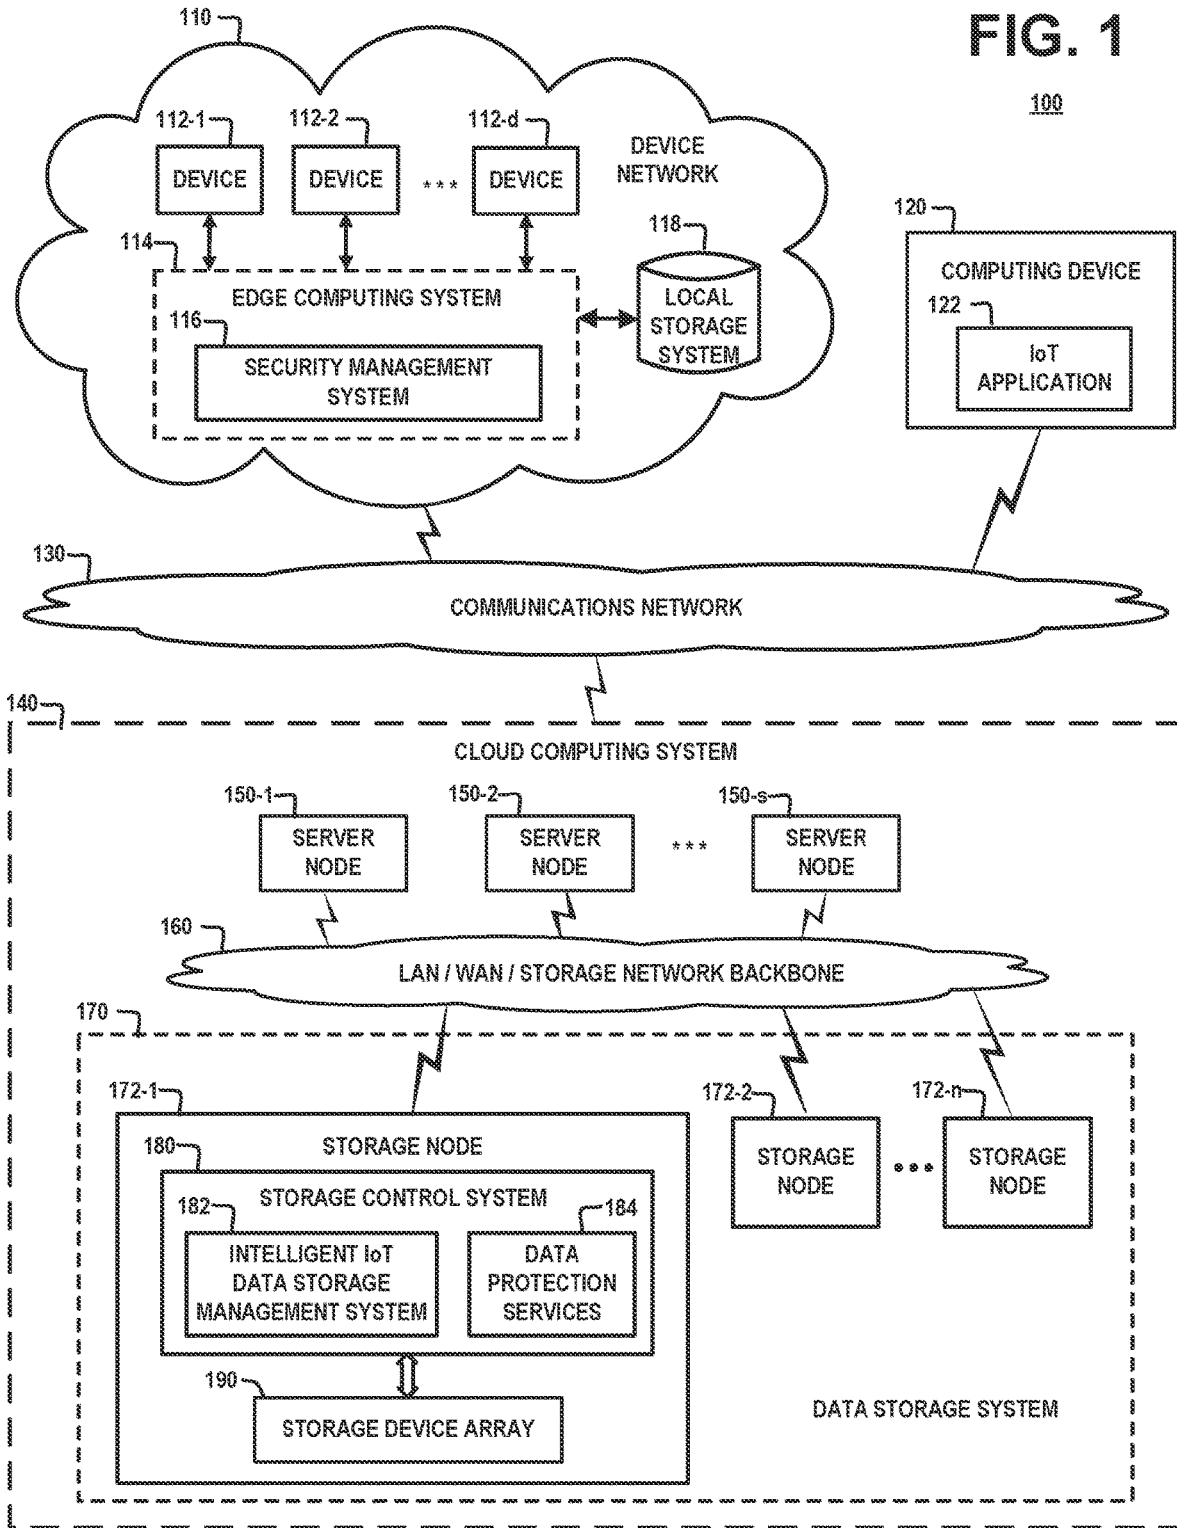 FIG. 1
100
110
112-1
112-2
112-d
DEVICE
DEVICE
***
DEVICE
DEVICE
NETWORK
114
118
EDGE COMPUTING SYSTEM
116
SECURITY MANAGEMENT
SYSTEM
LOCAL
STORAGE
SYSTEM
120
COMPUTING DEVICE
122
IoT
APPLICATION
130
COMMUNICATIONS NETWORK
140
CLOUD COMPUTING SYSTEM
150-1
150-2
150-s
SERVER
NODE
SERVER
NODE
***
SERVER
NODE
160
LAN / WAN / STORAGE NETWORK BACKBONE
170
172-1
172-2
172-n
STORAGE NODE
STORAGE
NODE
•••
STORAGE
NODE
180
STORAGE CONTROL SYSTEM
182
184
INTELLIGENT IoT
DATA STORAGE
MANAGEMENT SYSTEM
DATA
PROTECTION
SERVICES
190
STORAGE DEVICE ARRAY
DATA STORAGE SYSTEM